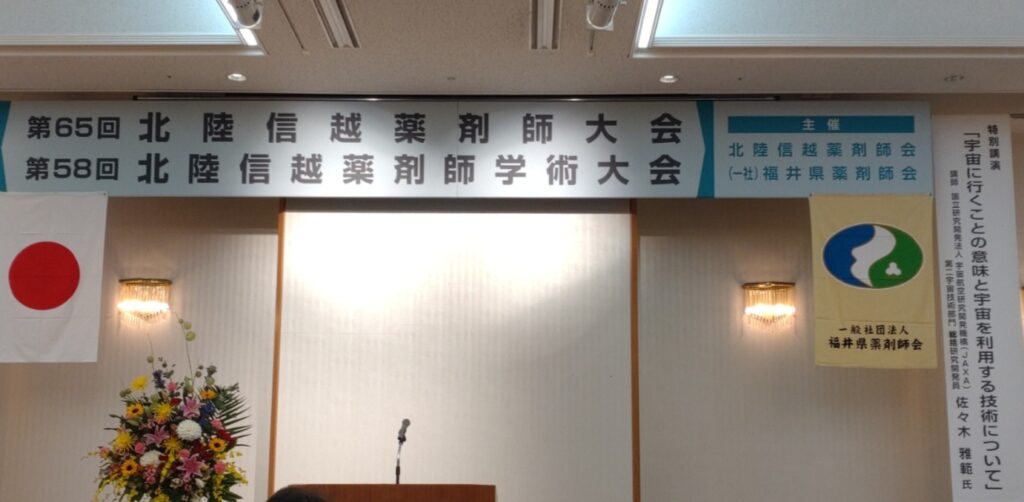 第65回 北陸信越薬剤師大会
第58回 北陸信越薬剤師学術大会
主催
北陸信越薬剤師会
(一社)福井県薬剤師会
一般社団法人
福井県薬剤師会
特別講演
「宇宙に行くことの意味と宇宙を利用する技術について」
講師 国立研究開発法人 宇宙航空研究開発機構(JAXA)
第二宇宙技術部門 総括研究開発員 佐々木 雅範 氏